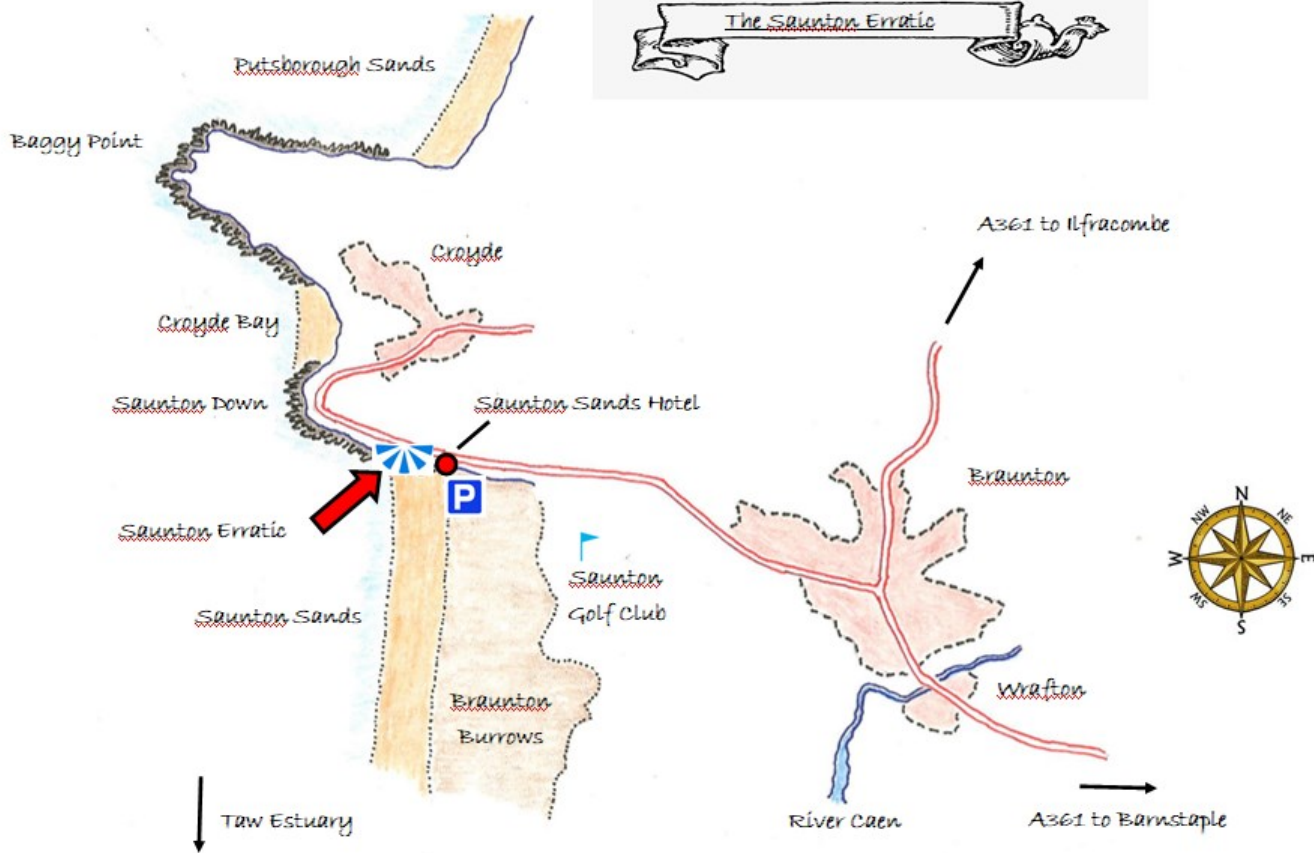 The Saunton Erratic
Putsborough Sands
Baggy Point
A361 to Ilfracombe
Croyde
Croyde Bay
Saunton Down
Saunton Sands Hotel
Braunton
P
Saunton Erratic
Saunton
Golf Club
Saunton Sands
N
NE
E
SE
S
SW
W
NW
Wrafton
Braunton
Burrows
Taw Estuary
River Caen
A361 to Barnstaple